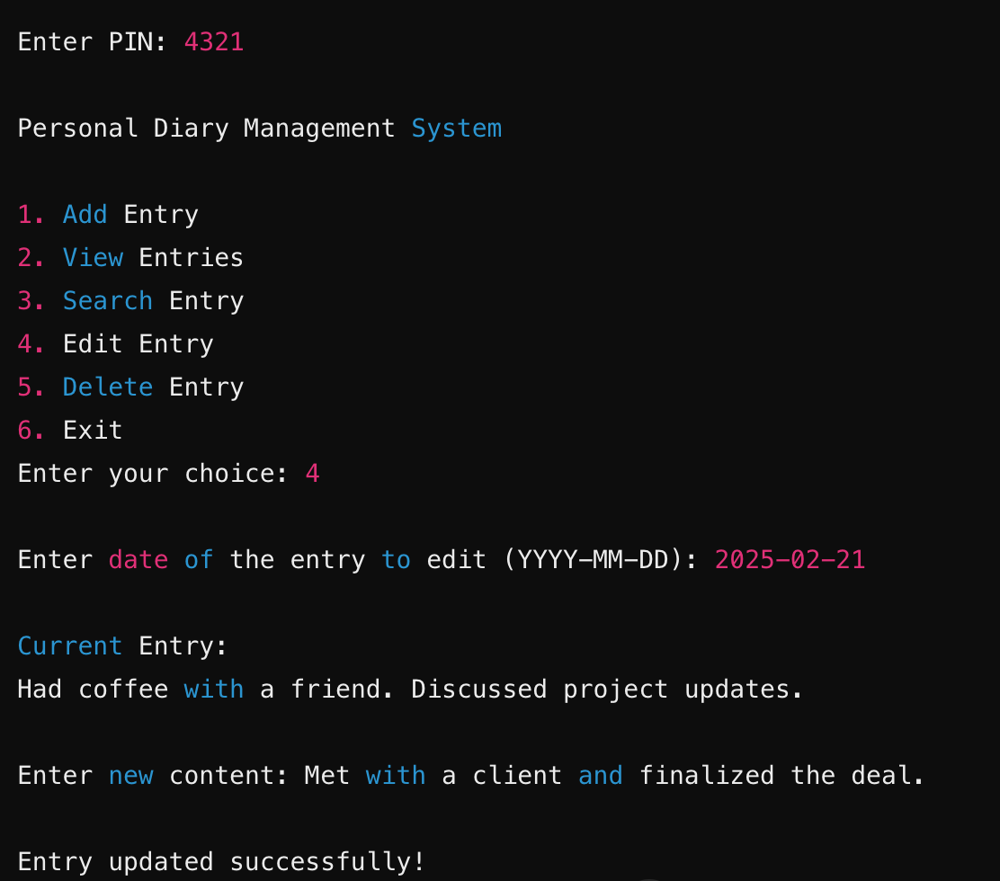 Enter PIN: 4321
Personal Diary Management System
1. Add Entry
2. View Entries
3. Search Entry
4. Edit Entry
5. Delete Entry
6. Exit
Enter your choice: 4
Enter date of the entry to edit (YYYY-MM-DD): 2025-02-21
Current Entry:
Had coffee with a friend. Discussed project updates.
Enter new content: Met with a client and finalized the deal.
Entry updated successfully!